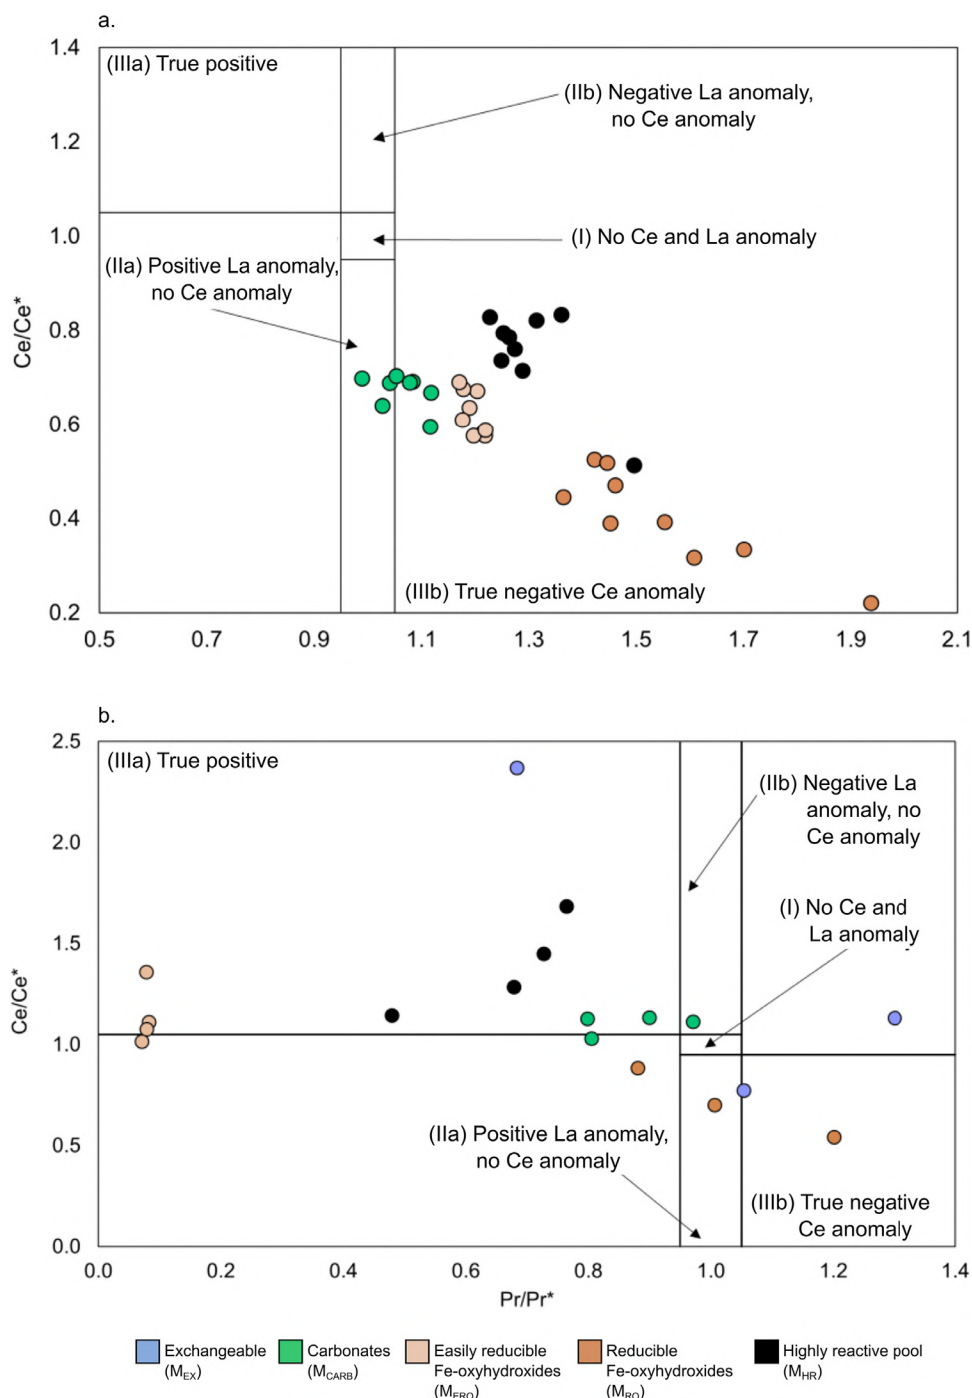 a.
1.4
1.2
1.0
0.8
0.6
0.4
0.2
Ce/Ce*
(IIIa) True positive
(IIb) Negative La anomaly,
no Ce anomaly
(I) No Ce and La anomaly
(IIa) Positive La anomaly,
no Ce anomaly
(IIIb) True negative Ce anomaly
0.5 0.7 0.9 1.1 1.3 1.5 1.7 1.9 2.1
b.
2.5
2.0
1.5
1.0
0.5
0.0
Ce/Ce*
(IIIa) True positive
(IIb) Negative La
anomaly, no
Ce anomaly
(I) No Ce and
La anomaly
(IIa) Positive La anomaly,
no Ce anomaly
(IIIb) True negative
Ce anomaly
0.0 0.2 0.4 0.6 0.8 1.0 1.2 1.4
Pr/Pr*
Exchangeable
(MEX)
Carbonates
(MCARB)
Easily reducible
Fe-oxyhydroxides
(MERO)
Reducible
Fe-oxyhydroxides
(MRO)
Highly reactive pool
(MHR)